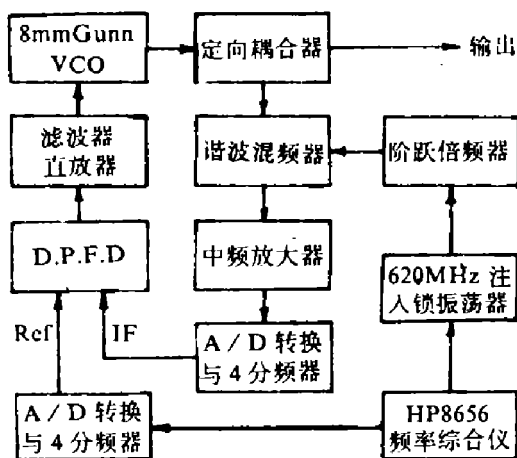 8mmGunn
VCO
定向耦合器
输出
滤波器
直放器
谐波混频器
阶跃倍频器
D.P.F.D
中频放大器
620MHz 注
入锁振荡器
Ref
IF
A / D 转换
与 4 分频器
A / D 转换
与 4 分频器
HP8656
频率综合仪